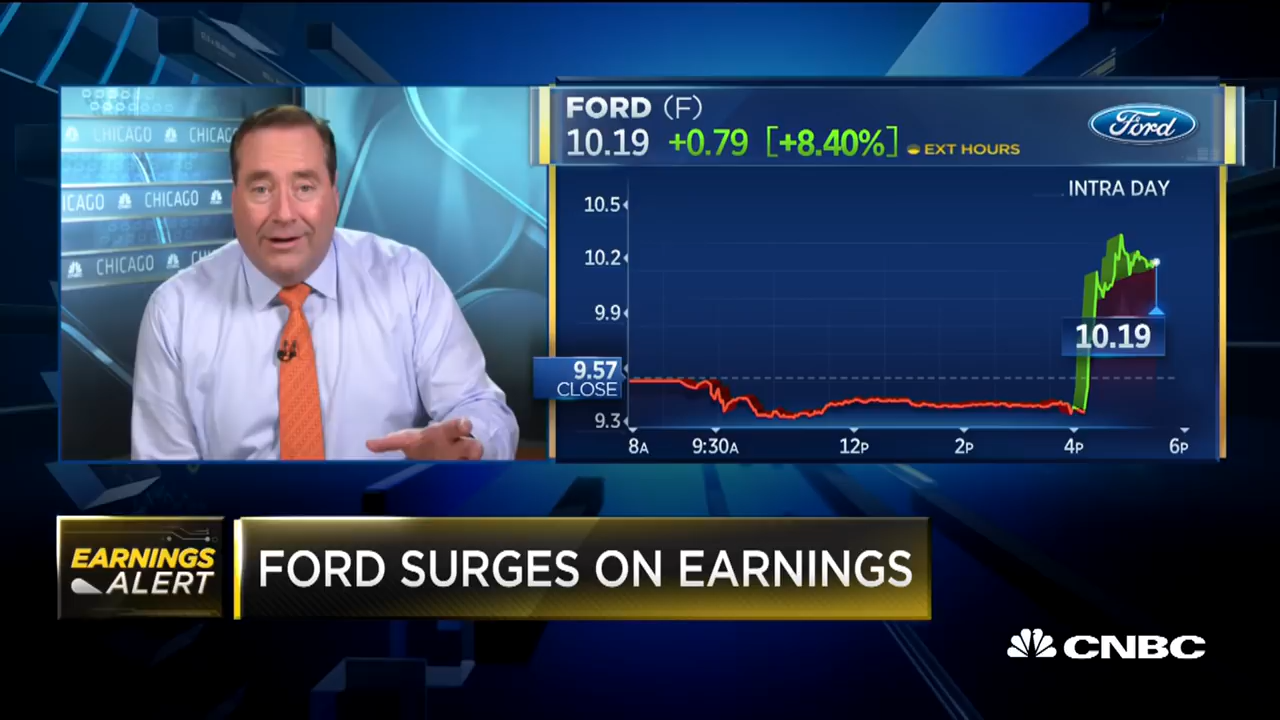 CHICAGO CHICAGO
ICAGO CHICAGO
CHICAGO CHI
FORD (F)
10.19 +0.79 [+8.40%] EXT HOURS
Ford
INTRA DAY
10.5
10.2
9.9
10.19
9.57
CLOSE
9.3
8A 9:30A 12P 2P 4P 6P
EARNINGS
ALERT
FORD SURGES ON EARNINGS
CNBC